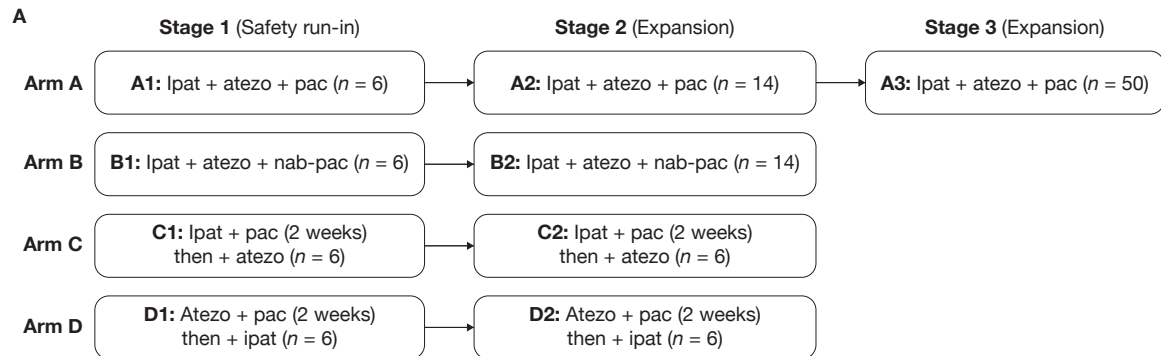 A
Stage 1 (Safety run-in)
Stage 2 (Expansion)
Stage 3 (Expansion)
Arm A
A1: Ipat + atezo + pac (n = 6)
A2: Ipat + atezo + pac (n = 14)
A3: Ipat + atezo + pac (n = 50)
Arm B
B1: Ipat + atezo + nab-pac (n = 6)
B2: Ipat + atezo + nab-pac (n = 14)
Arm C
C1: Ipat + pac (2 weeks)
then + atezo (n = 6)
C2: Ipat + pac (2 weeks)
then + atezo (n = 6)
Arm D
D1: Atezo + pac (2 weeks)
then + ipat (n = 6)
D2: Atezo + pac (2 weeks)
then + ipat (n = 6)